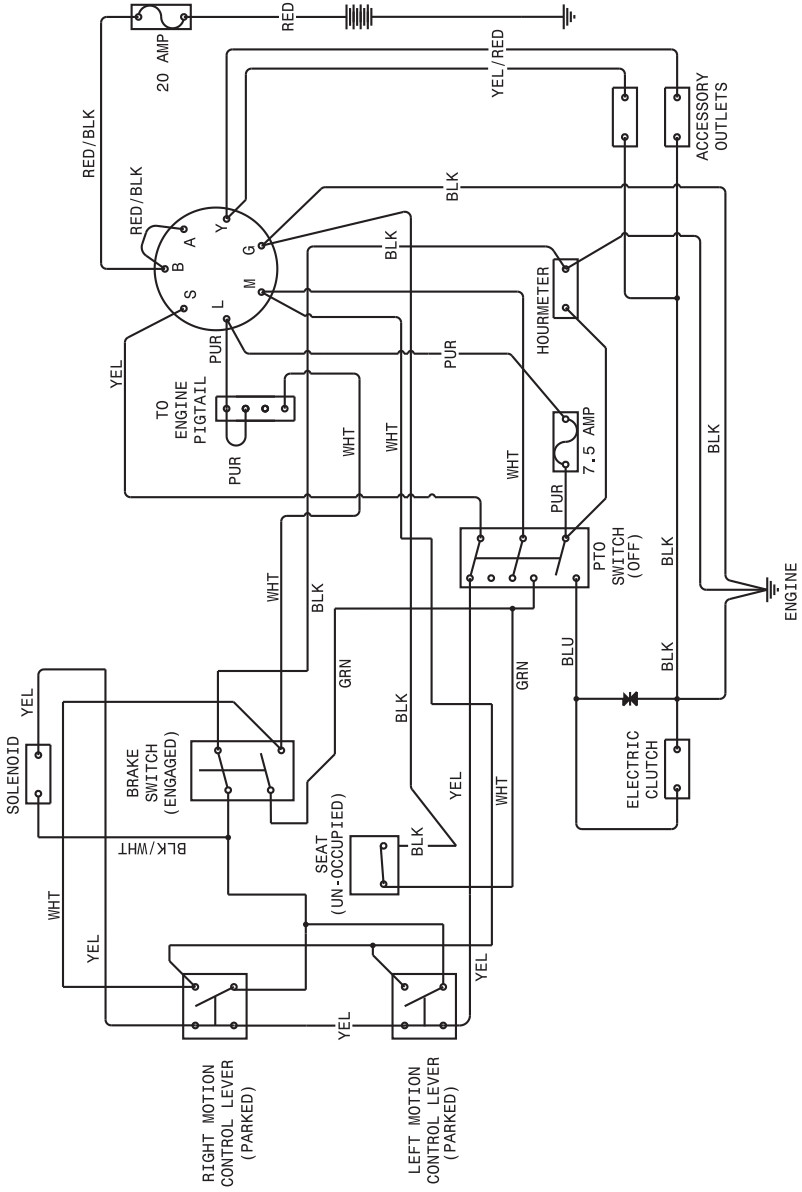 RED
20 AMP
RED/BLK
YEL/RED
ACCESSORY
OUTLETS
RED/BLK
A
B
S
Y
G
M
L
BLK
BLK
HOURMETER
YEL
PUR
PUR
TO
ENGINE
PIGTAIL
PUR
WHT
WHT
WHT
7.5 AMP
PUR
BLK
PTO
SWITCH
(OFF)
BLK
ENGINE
WHT
BLK
GRN
GRN
BLU
BLK
YEL
SOLENOID
BRAKE
SWITCH
(ENGAGED)
BLK
YEL
WHT
ELECTRIC
CLUTCH
BLK/WHT
SEAT
(UN-OCCUPIED)
BLK
WHT
YEL
YEL
YEL
RIGHT MOTION
CONTROL LEVER
(PARKED)
LEFT MOTION
CONTROL LEVER
(PARKED)